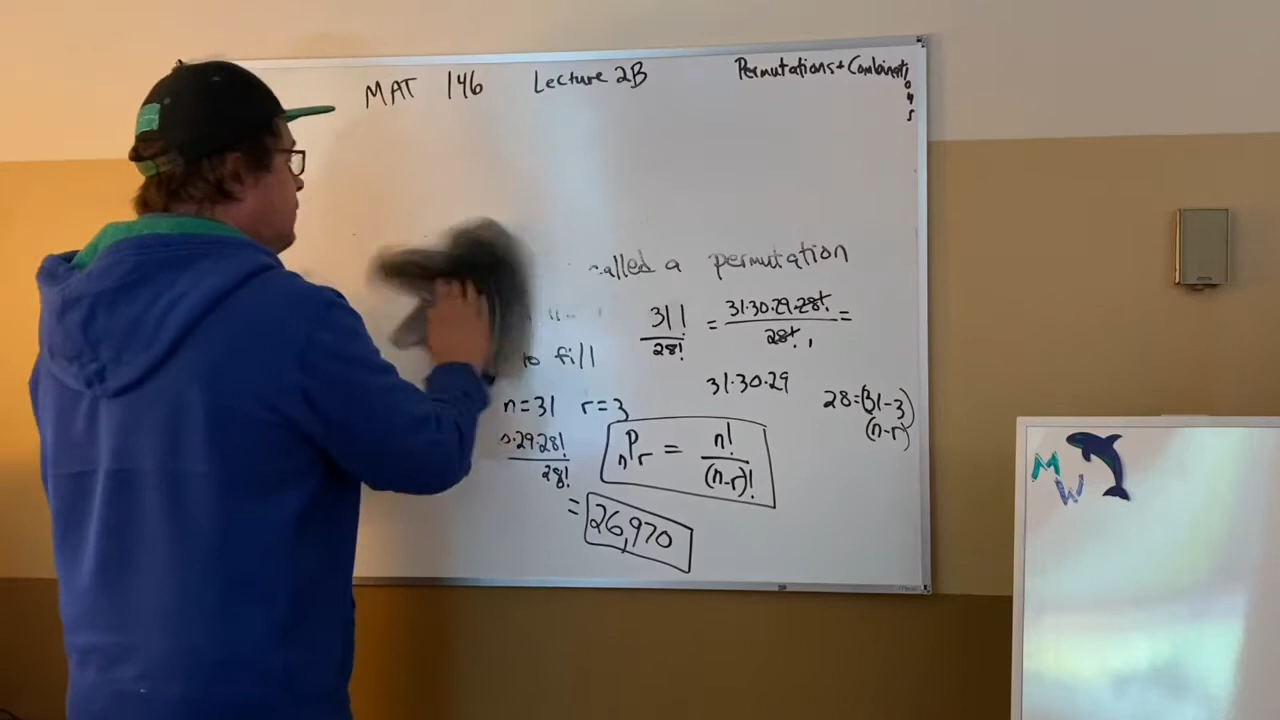 MAT 146 Lecture 2B Permutations + Combinations
called a permutation
31! / 28! = 31·30·29·28! / 28! =
to fill
31·30·29
n=31 r=3
28=(31-3)
(n-r)
·29·28! / 28!
nPr = n! / (n-r)!
= 26,970
M
W